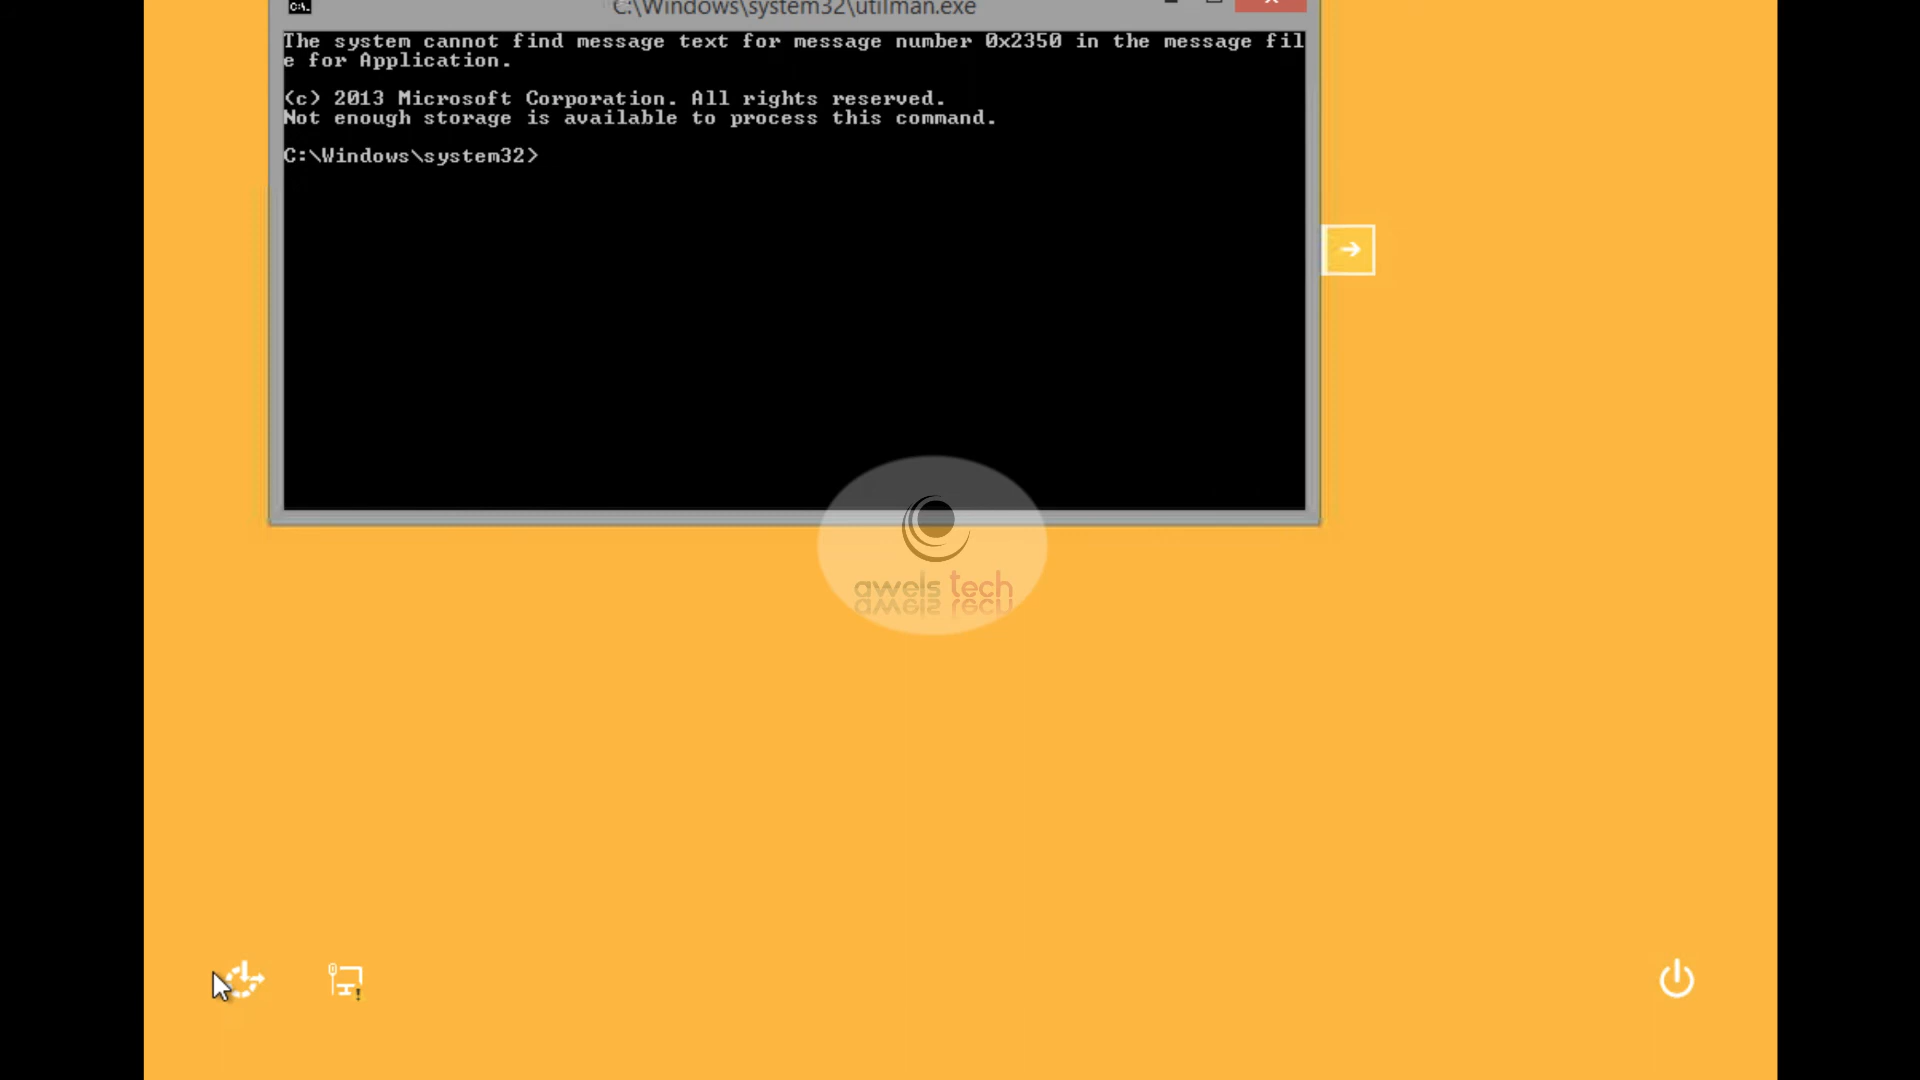 C:\Windows\system32\utilman.exe
The system cannot find message text for message number 0x2350 in the message fil
e for Application.
(c) 2013 Microsoft Corporation. All rights reserved.
Not enough storage is available to process this command.
C:\Windows\system32>
awels tech